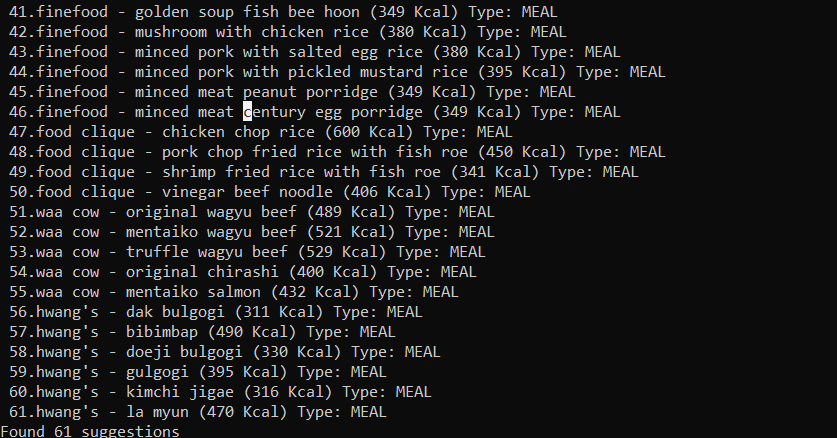 41.finefood - golden soup fish bee hoon (349 Kcal) Type: MEAL
42.finefood - mushroom with chicken rice (380 Kcal) Type: MEAL
43.finefood - minced pork with salted egg rice (380 Kcal) Type: MEAL
44.finefood - minced pork with pickled mustard rice (395 Kcal) Type: MEAL
45.finefood - minced meat peanut porridge (349 Kcal) Type: MEAL
46.finefood - minced meat century egg porridge (349 Kcal) Type: MEAL
47.food clique - chicken chop rice (600 Kcal) Type: MEAL
48.food clique - pork chop fried rice with fish roe (450 Kcal) Type: MEAL
49.food clique - shrimp fried rice with fish roe (341 Kcal) Type: MEAL
50.food clique - vinegar beef noodle (406 Kcal) Type: MEAL
51.waa cow - original wagyu beef (489 Kcal) Type: MEAL
52.waa cow - mentaiko wagyu beef (521 Kcal) Type: MEAL
53.waa cow - truffle wagyu beef (529 Kcal) Type: MEAL
54.waa cow - original chirashi (400 Kcal) Type: MEAL
55.waa cow - mentaiko salmon (432 Kcal) Type: MEAL
56.hwang's - dak bulgogi (311 Kcal) Type: MEAL
57.hwang's - bibimbap (490 Kcal) Type: MEAL
58.hwang's - doeji bulgogi (330 Kcal) Type: MEAL
59.hwang's - gulgogi (395 Kcal) Type: MEAL
60.hwang's - kimchi jigae (316 Kcal) Type: MEAL
61.hwang's - la myun (470 Kcal) Type: MEAL
Found 61 suggestions